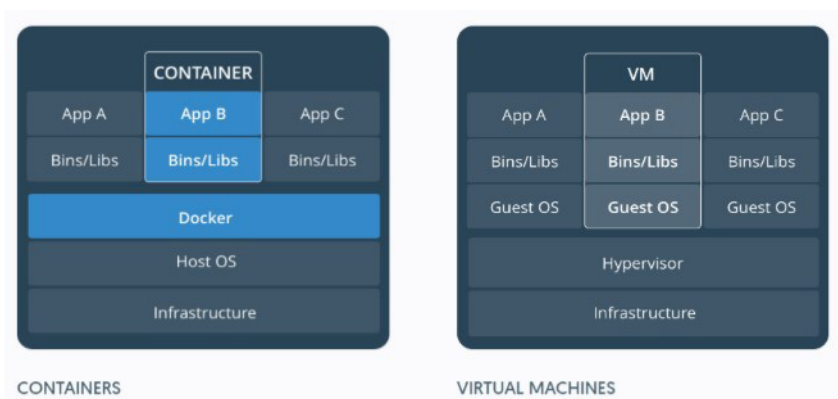 CONTAINER
App A App B App C
Bins/Libs Bins/Libs Bins/Libs
Docker
Host OS
Infrastructure
CONTAINERS
VM
App A App B App C
Bins/Libs Bins/Libs Bins/Libs
Guest OS Guest OS Guest OS
Hypervisor
Infrastructure
VIRTUAL MACHINES